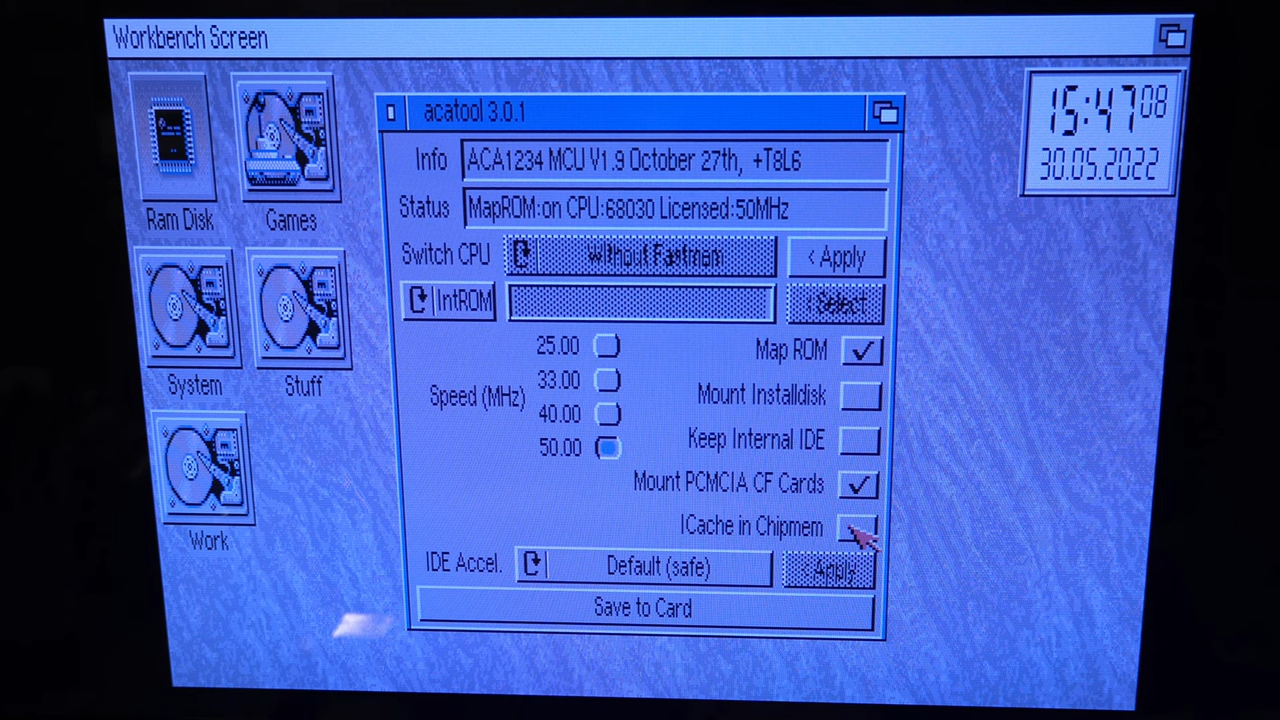 Workbench Screen
Ram Disk
Games
System
Stuff
Work
acatool 3.0.1
Info ACA1234 MCU V1.9 October 27th, +T8L6
Status MapROM:on CPU:68030 Licensed:50MHz
Switch CPU without Fastmem < Apply
IntROM < Select
Speed (MHz)
25.00
33.00
40.00
50.00
Map ROM
Mount Installdisk
Keep Internal IDE
Mount PCMCIA CF Cards
ICache in Chipmem
IDE Accel. Default (safe) < Apply
Save to Card
15:47 08
30.05.2022